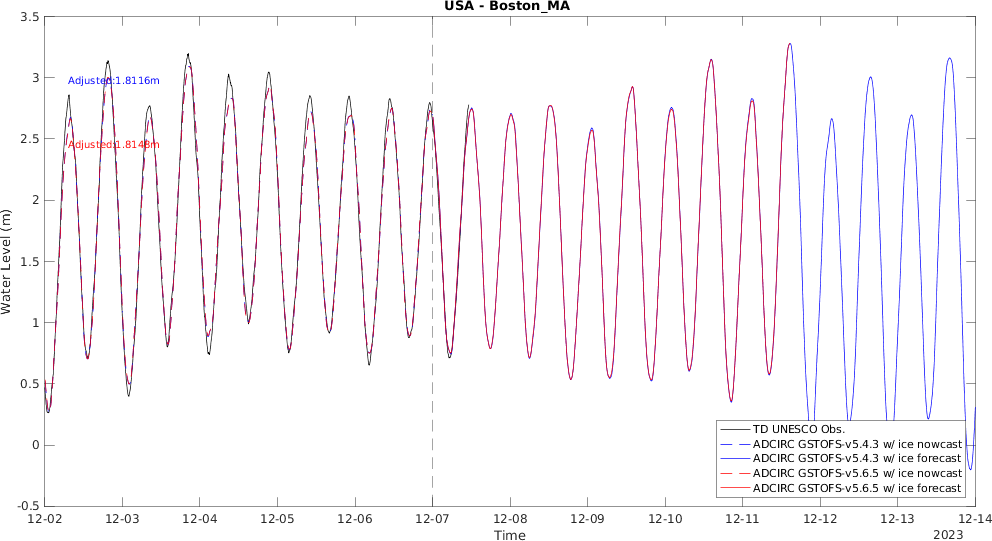 USA - Boston_MA
3.5
3
2.5
2
1.5
1
0.5
0
-0.5
Water Level (m)
Adjusted:1.8116m
Adjusted:1.8148m
TD UNESCO Obs.
ADCIRC GSTOFS-v5.4.3 w/ ice nowcast
ADCIRC GSTOFS-v5.4.3 w/ ice forecast
ADCIRC GSTOFS-v5.6.5 w/ ice nowcast
ADCIRC GSTOFS-v5.6.5 w/ ice forecast
12-02 12-03 12-04 12-05 12-06 12-07 12-08 12-09 12-10 12-11 12-12 12-13 12-14
Time
2023